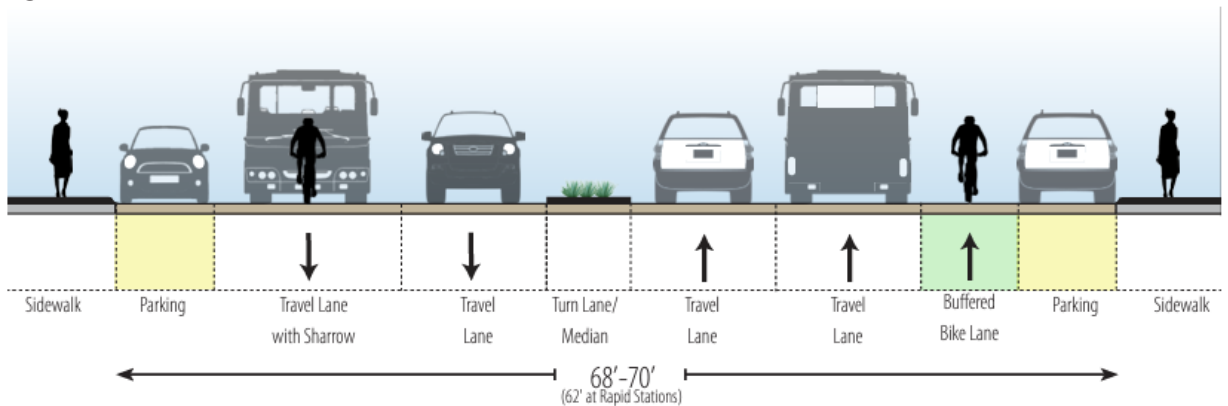 Sidewalk
Parking
Travel Lane
with Sharrow
Travel
Lane
Turn Lane/
Median
Travel
Lane
Travel
Lane
Buffered
Bike Lane
Parking
Sidewalk
68'-70'
(62' at Rapid Stations)